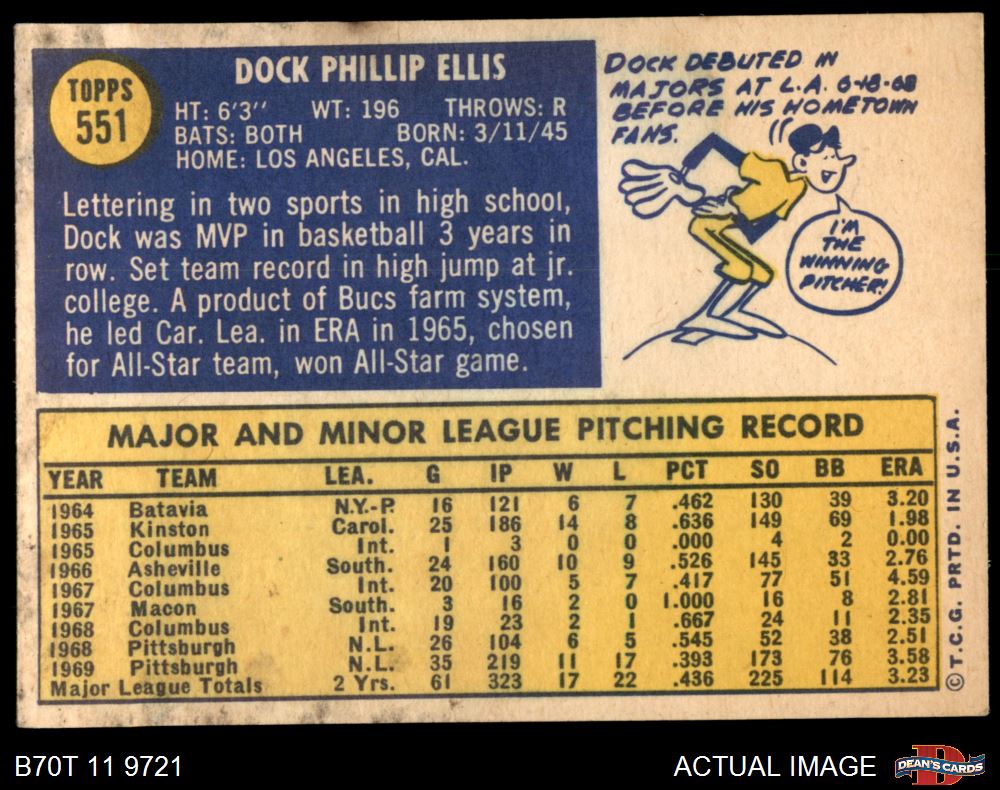 TOPPS
551
DOCK PHILLIP ELLIS
HT: 6'3" WT: 196 THROWS: R
BATS: BOTH BORN: 3/11/45
HOME: LOS ANGELES, CAL.
Lettering in two sports in high school,
Dock was MVP in basketball 3 years in
row. Set team record in high jump at jr.
college. A product of Bucs farm system,
he led Car. Lea. in ERA in 1965, chosen
for All-Star team, won All-Star game.
DOCK DEBUTED IN
MAJORS AT L.A. 6-18-68
BEFORE HIS HOMETOWN
FANS.
I'M
THE
WINNING
PITCHER!
MAJOR AND MINOR LEAGUE PITCHING RECORD
YEAR TEAM LEA. G IP W L PCT SO BB ERA
1964 Batavia N.Y.-P. 16 121 6 7 .462 130 39 3.20
1965 Kinston Carol. 25 186 14 8 .636 149 69 1.98
1965 Columbus Int. 1 3 0 0 .000 4 2 0.00
1966 Asheville South. 24 160 10 9 .526 145 33 2.76
1967 Columbus Int. 20 100 5 7 .417 77 51 4.59
1967 Macon South. 3 16 2 0 1.000 16 8 2.81
1968 Columbus Int. 19 23 2 1 .667 24 11 2.35
1968 Pittsburgh N.L. 26 104 6 5 .545 52 38 2.51
1969 Pittsburgh N.L. 35 219 11 17 .393 173 76 3.58
Major League Totals 2 Yrs. 61 323 17 22 .436 225 114 3.23
© T.C.G. PRTD. IN U.S.A.
B70T 11 9721
ACTUAL IMAGE
DEAN'S CARDS